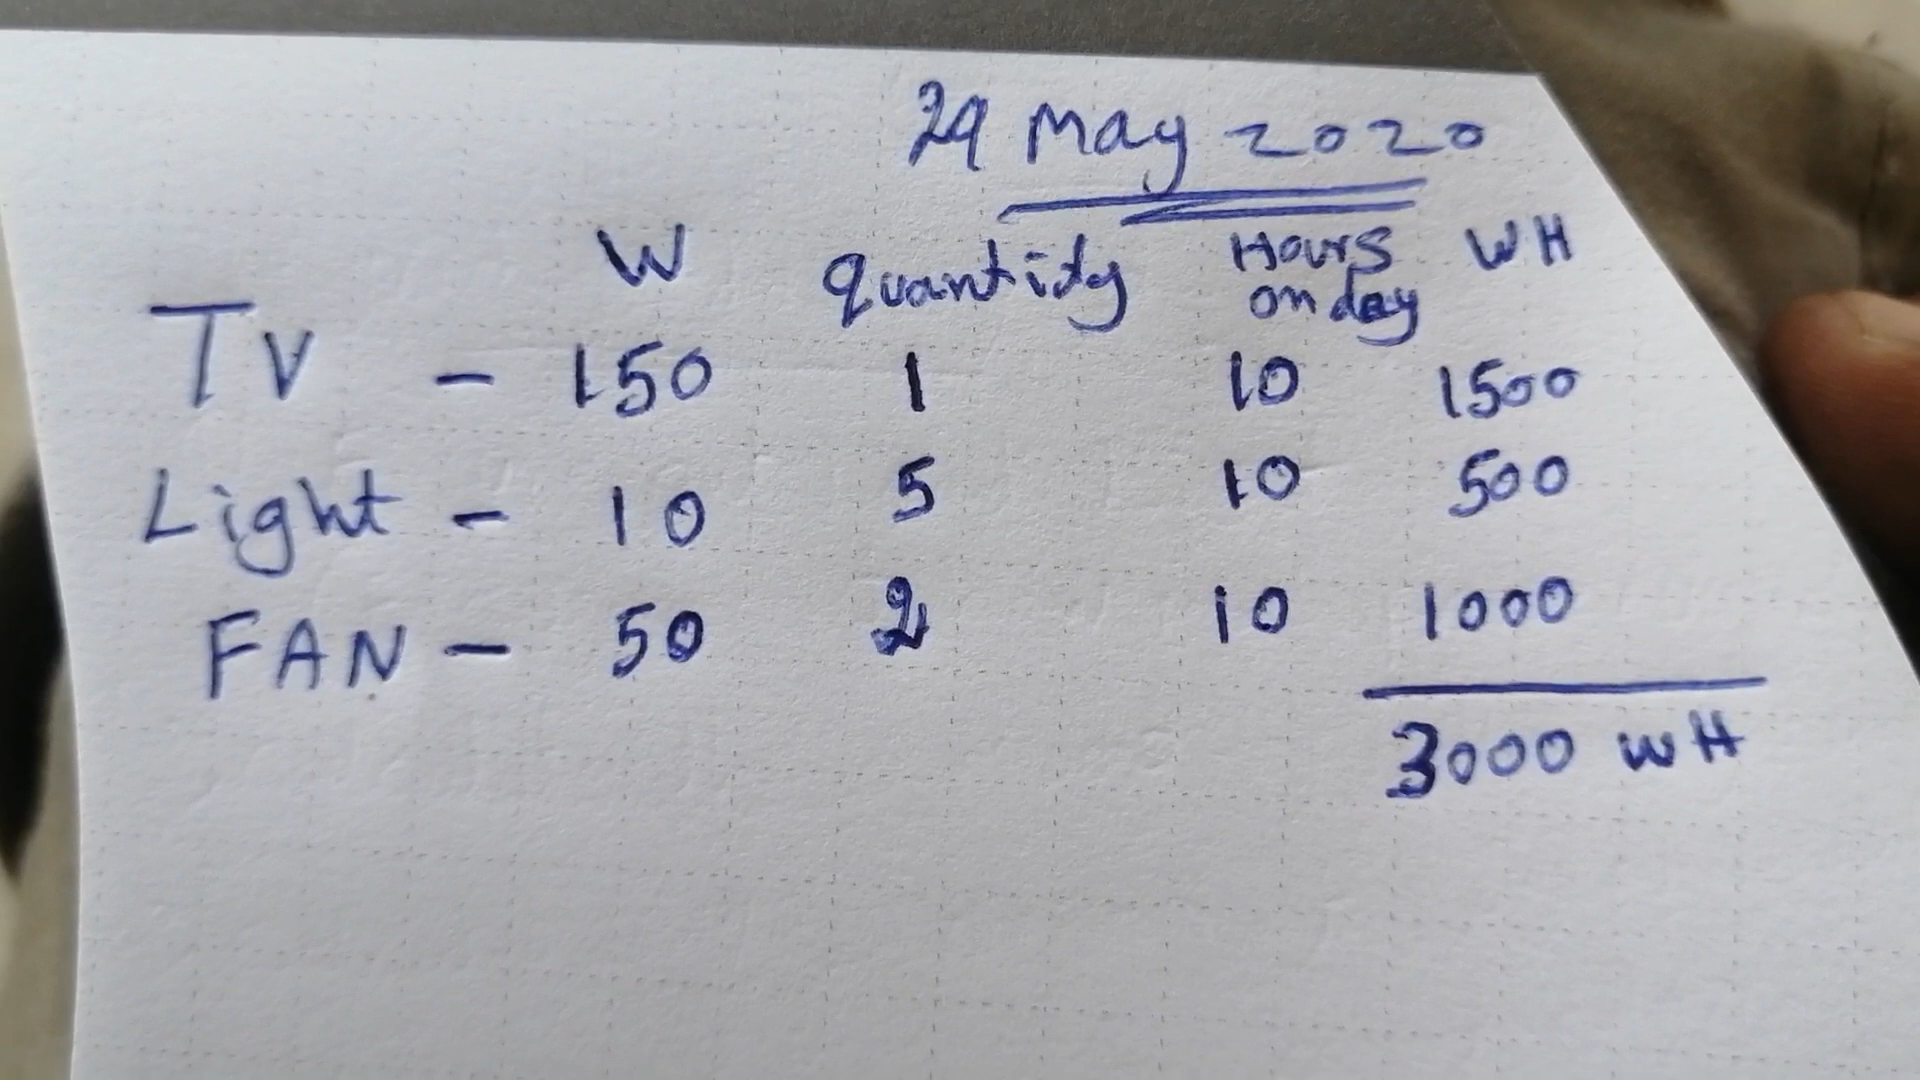 29 May 2020
W quantity Hours on day WH
TV - 150 1 10 1500
Light - 10 5 10 500
FAN - 50 2 10 1000
3000 WH